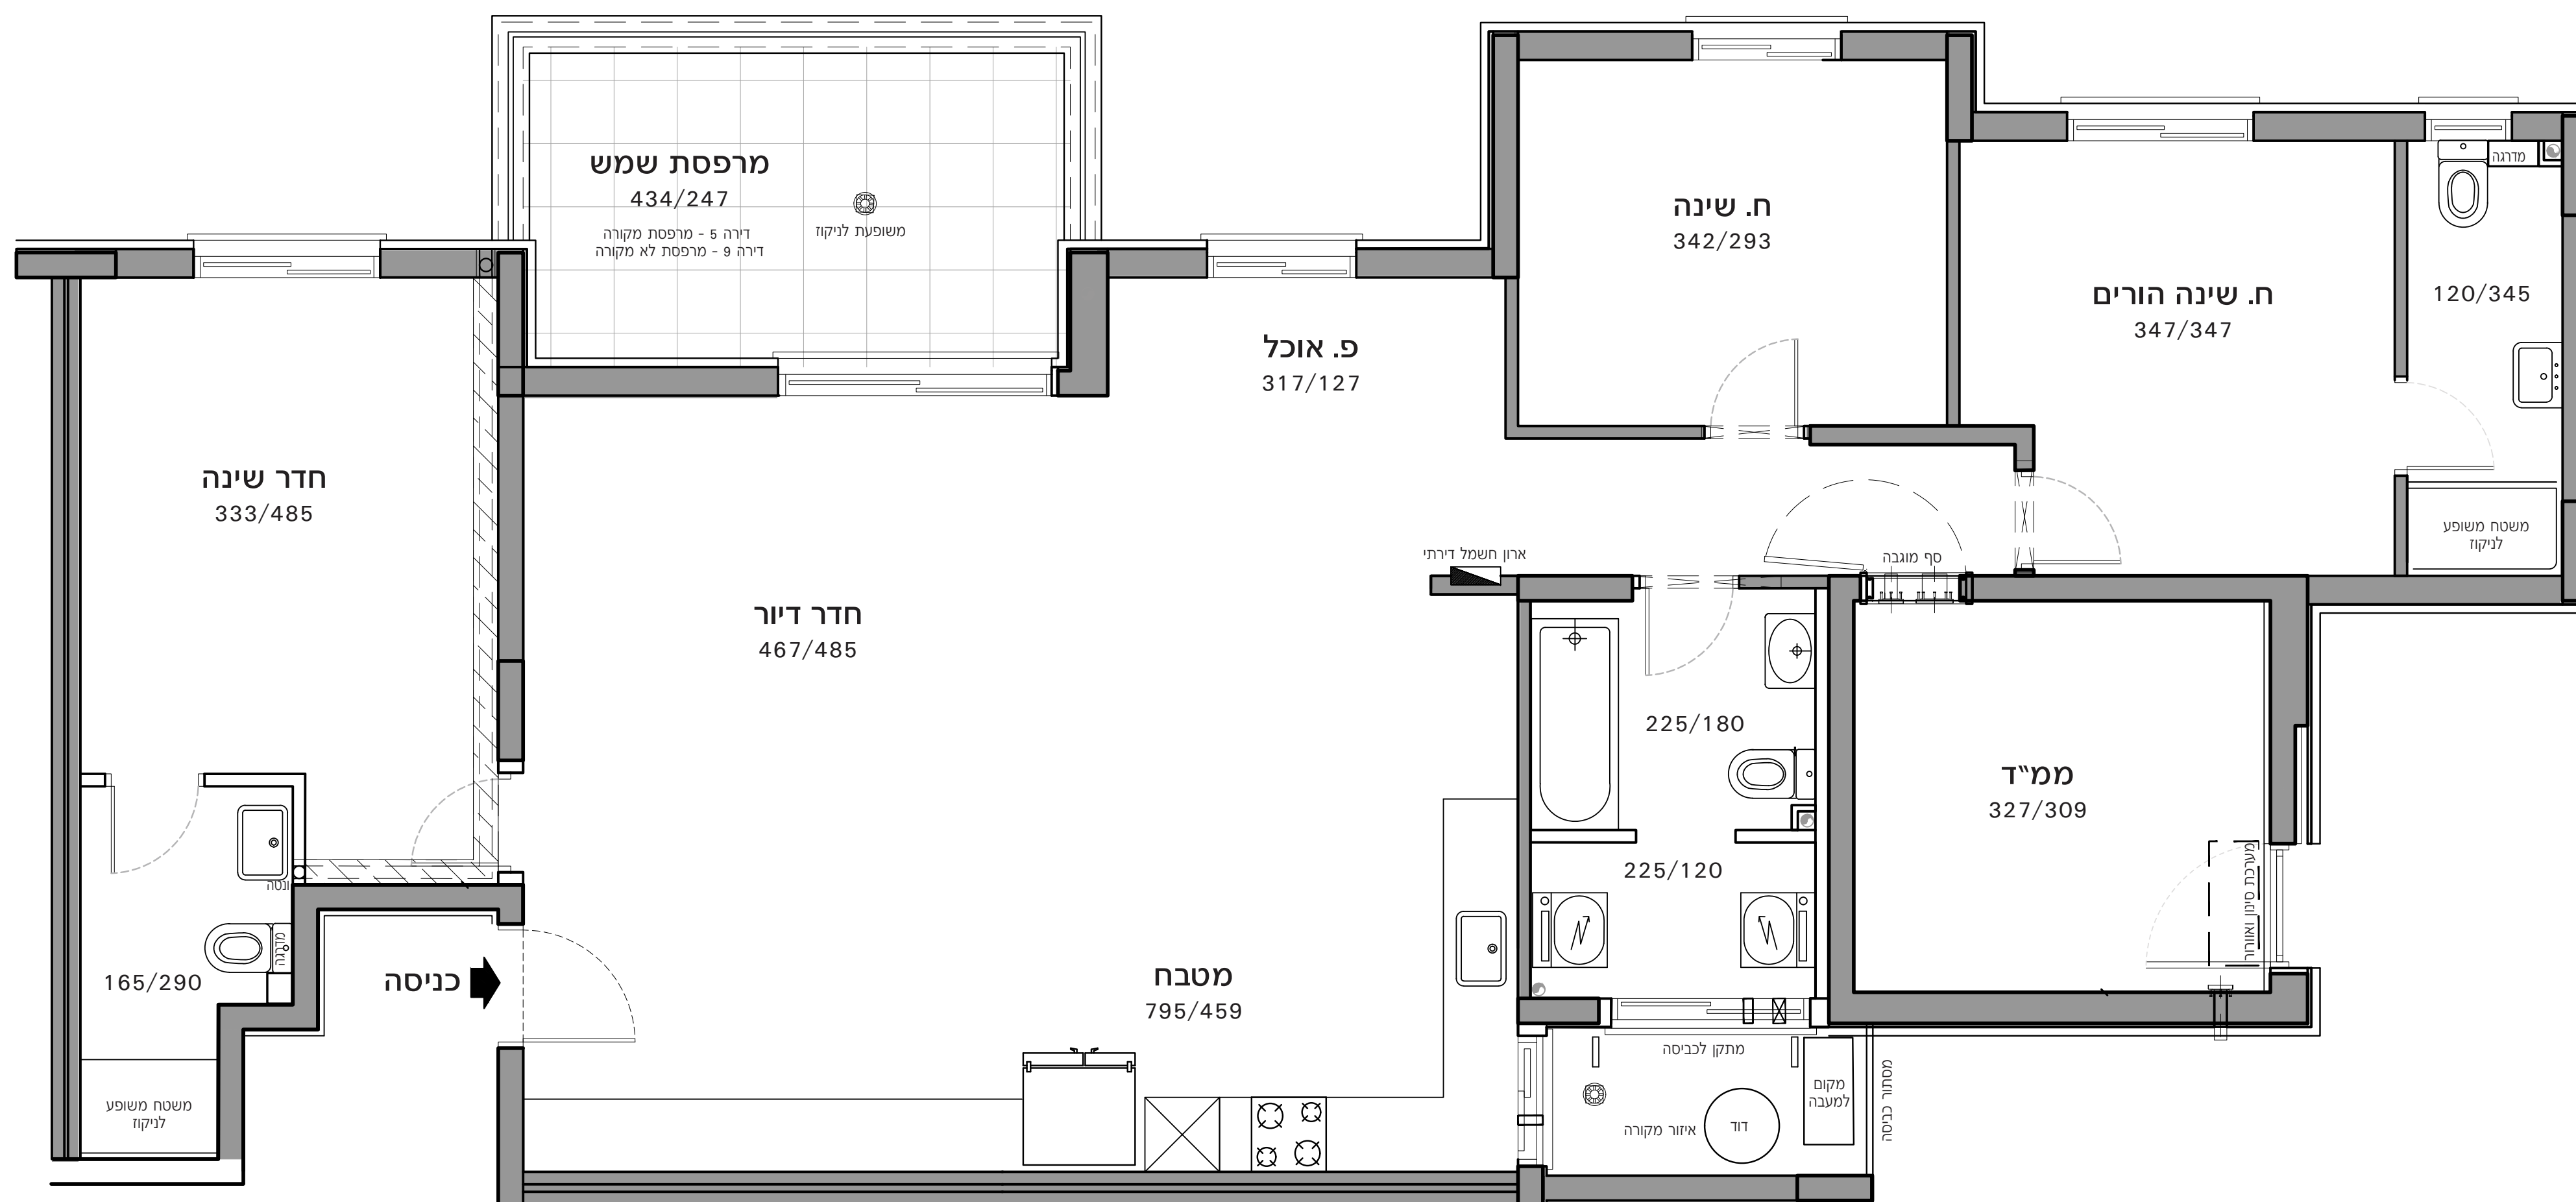 מרפסת שמש
434/247
דירה 5 - מרפסת מקורה
דירה 9 - מרפסת לא מקורה
משופעת לניקוז
ח. שינה
342/293
מדרגה
ח. שינה הורים
347/347
120/345
פ. אוכל
317/127
חדר שינה
333/485
משטח משופע
לניקוז
ארון חשמל דירתי
סף מוגבה
חדר דיור
467/485
225/180
ממ"ד
327/309
225/120
מערכת סינון ואוורור
מדרגה
165/290
כניסה
מטבח
795/459
מתקן לכביסה
מקום
למעבה
מסתור כביסה
משטח משופע
לניקוז
איזור מקורה
דוד